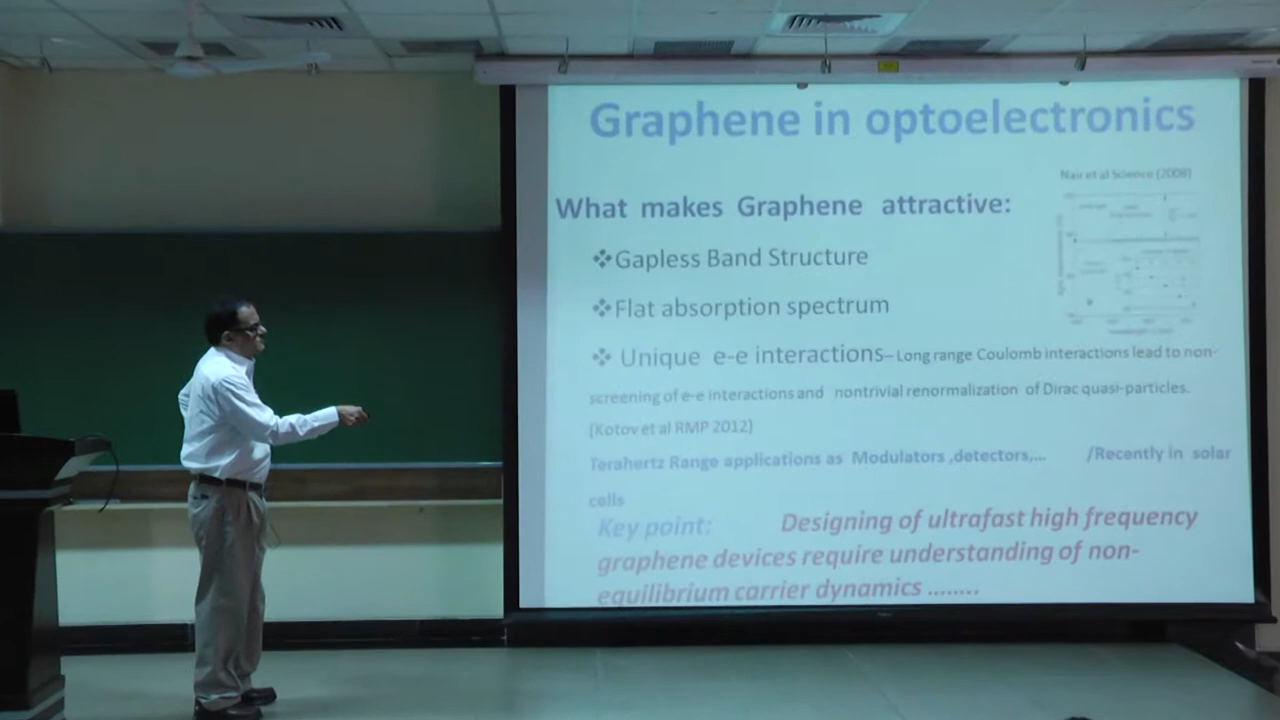 Graphene in optoelectronics
Nair et al Science (2008)
What makes Graphene attractive:
❖Gapless Band Structure
❖Flat absorption spectrum
❖ Unique e-e interactions–Long range Coulomb interactions lead to non-
screening of e-e interactions and nontrivial renormalization of Dirac quasi-particles.
(Kotov et al RMP 2012)
Terahertz Range applications as Modulators ,detectors,... /Recently in solar
cells
Key point: Designing of ultrafast high frequency
graphene devices require understanding of non-
equilibrium carrier dynamics ........